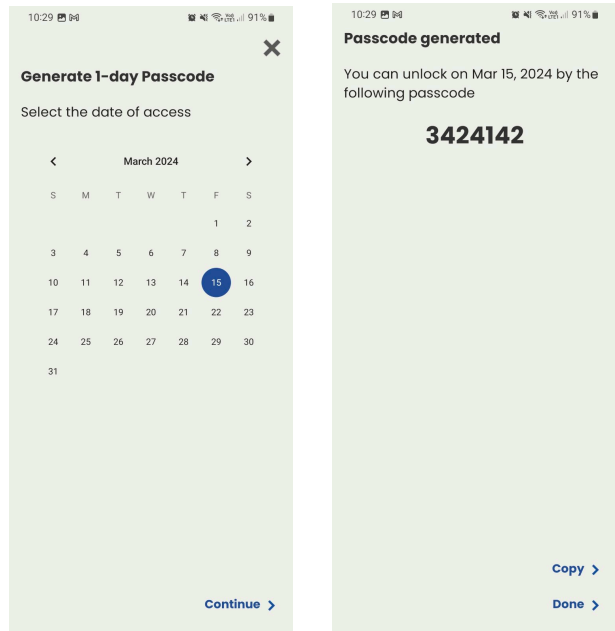 10:29
91%
Generate 1-day Passcode
Select the date of access
March 2024
S M T W T F S
1 2
3 4 5 6 7 8 9
10 11 12 13 14 15 16
17 18 19 20 21 22 23
24 25 26 27 28 29 30
31
Continue
10:29
91%
Passcode generated
You can unlock on Mar 15, 2024 by the
following passcode
3424142
Copy
Done